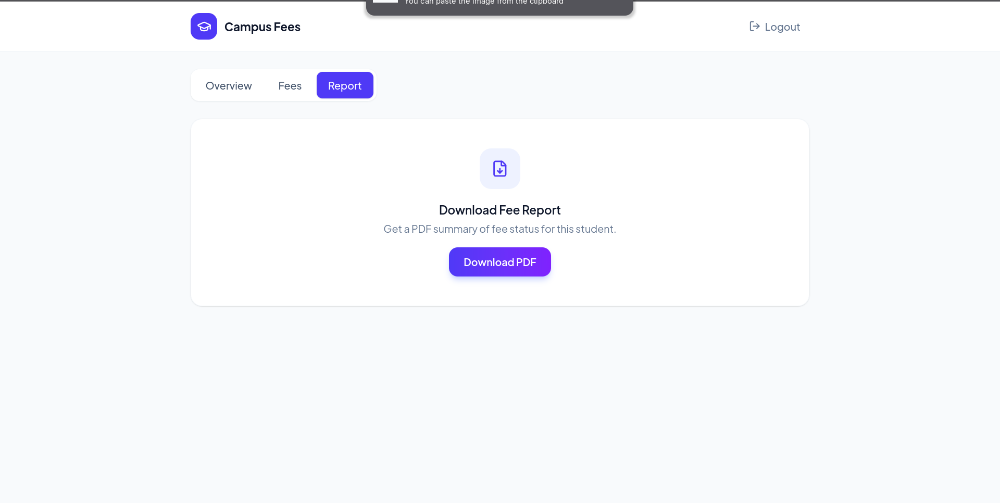 You can paste the image from the clipboard
Campus Fees
Logout
Overview
Fees
Report
Download Fee Report
Get a PDF summary of fee status for this student.
Download PDF